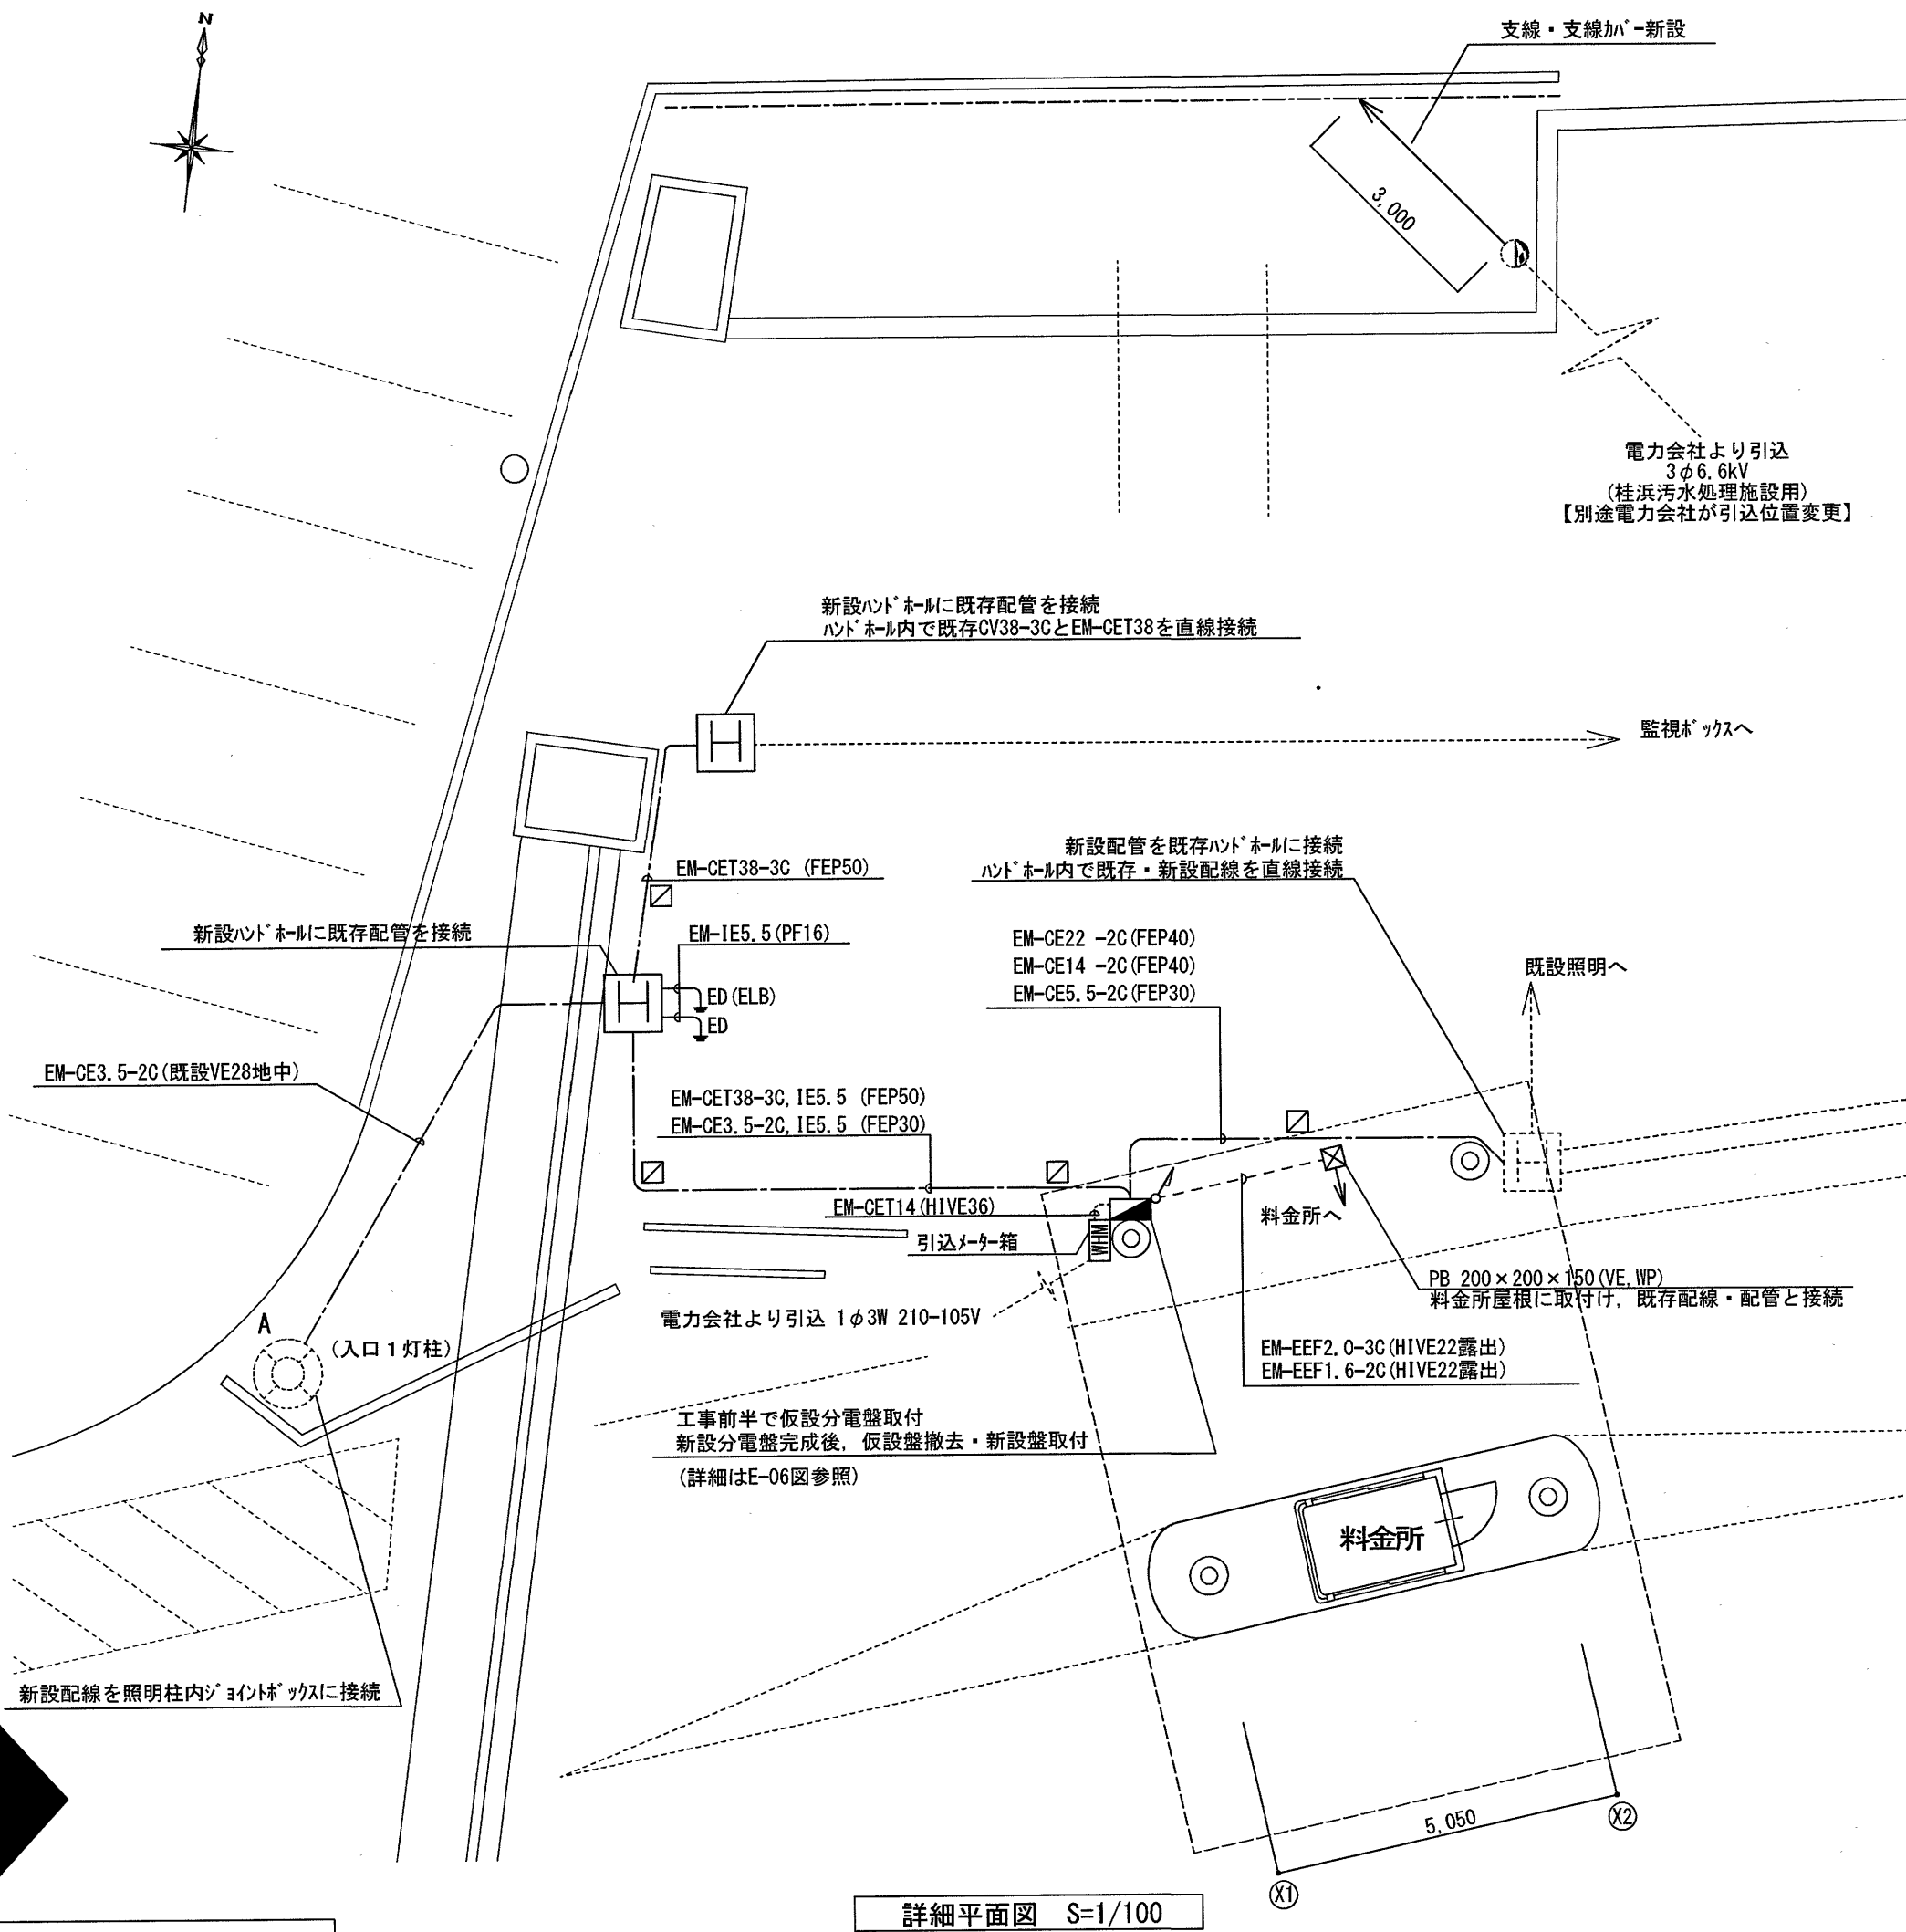 N
支線・支線ｶﾊﾞｰ新設
3,000
電力会社より引込
3φ6.6kV
(桂浜汚水処理施設用)
【別途電力会社が引込位置変更】
新設ﾊﾝﾄﾞﾎｰﾙに既存配管を接続
ﾊﾝﾄﾞﾎｰﾙ内で既存CV38-3CとEM-CET38を直線接続
H
監視ﾎﾞｯｸｽへ
新設配管を既存ﾊﾝﾄﾞﾎｰﾙに接続
ﾊﾝﾄﾞﾎｰﾙ内で既存・新設配線を直線接続
EM-CET38-3C (FEP50)
新設ﾊﾝﾄﾞﾎｰﾙに既存配管を接続
EM-IE5.5(PF16)
H
ED(ELB)
ED
EM-CE22 -2C(FEP40)
EM-CE14 -2C(FEP40)
EM-CE5.5-2C(FEP30)
既設照明へ
EM-CE3.5-2C(既設VE28地中)
EM-CET38-3C, IE5.5 (FEP50)
EM-CE3.5-2C, IE5.5 (FEP30)
H
EM-CET14(HIVE36)
引込ﾒｰﾀｰ箱
WHM
料金所へ
PB 200×200×150(VE,WP)
料金所屋根に取付け，既存配線・配管と接続
電力会社より引込 1φ3W 210-105V
A
(入口１灯柱)
EM-EEF2.0-3C(HIVE22露出)
EM-EEF1.6-2C(HIVE22露出)
工事前半で仮設分電盤取付
新設分電盤完成後，仮設盤撤去・新設盤取付
(詳細はE-06図参照)
料金所
新設配線を照明柱内ｼﾞｮｲﾝﾄﾎﾞｯｸｽに接続
5,050
X2
X1
詳細平面図 S=1/100